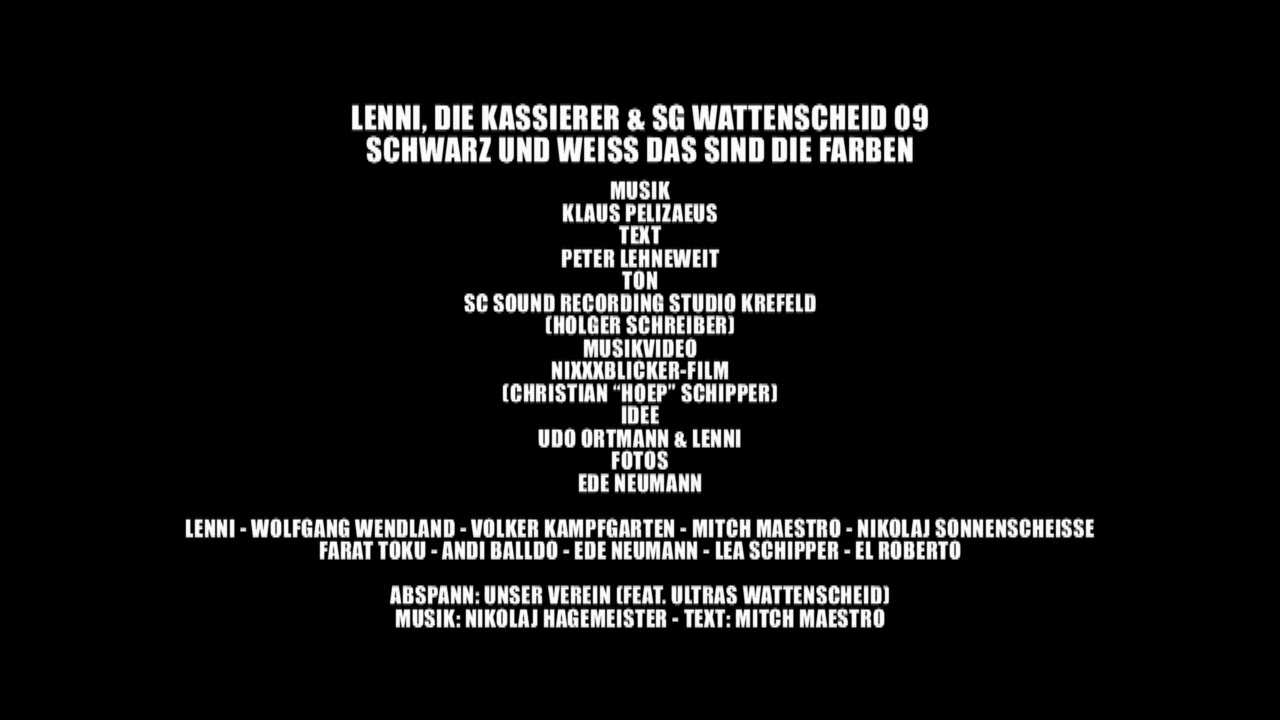 LENNI, DIE KASSIERER & SG WATTENSCHEID 09
SCHWARZ UND WEISS DAS SIND DIE FARBEN
MUSIK
KLAUS PELIZAEUS
TEXT
PETER LEHNEWEIT
TON
SC SOUND RECORDING STUDIO KREFELD
(HOLGER SCHREIBER)
MUSIKVIDEO
NIXXXBLICKER-FILM
(CHRISTIAN “HOEP” SCHIPPER)
IDEE
UDO ORTMANN & LENNI
FOTOS
EDE NEUMANN
LENNI - WOLFGANG WENDLAND - VOLKER KAMPFGARTEN - MITCH MAESTRO - NIKOLAJ SONNENSCHEISSE
FARAT TOKU - ANDI BALLDO - EDE NEUMANN - LEA SCHIPPER - EL ROBERTO
ABSPANN: UNSER VEREIN (FEAT. ULTRAS WATTENSCHEID)
MUSIK: NIKOLAJ HAGEMEISTER - TEXT: MITCH MAESTRO